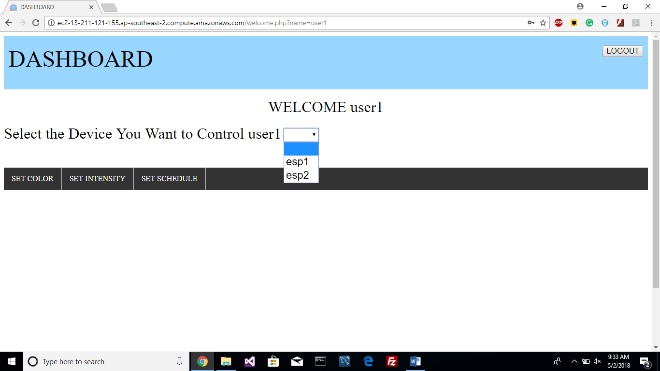 DASHBOARD
ec2-13-211-121-155.ap-southeast-2.compute.amazonaws.com/welcome.php?name=user1
DASHBOARD
LOGOUT
WELCOME user1
Select the Device You Want to Control user1
esp1
esp2
SET COLOR
SET INTENSITY
SET SCHEDULE
Type here to search
9:33 AM
5/2/2018